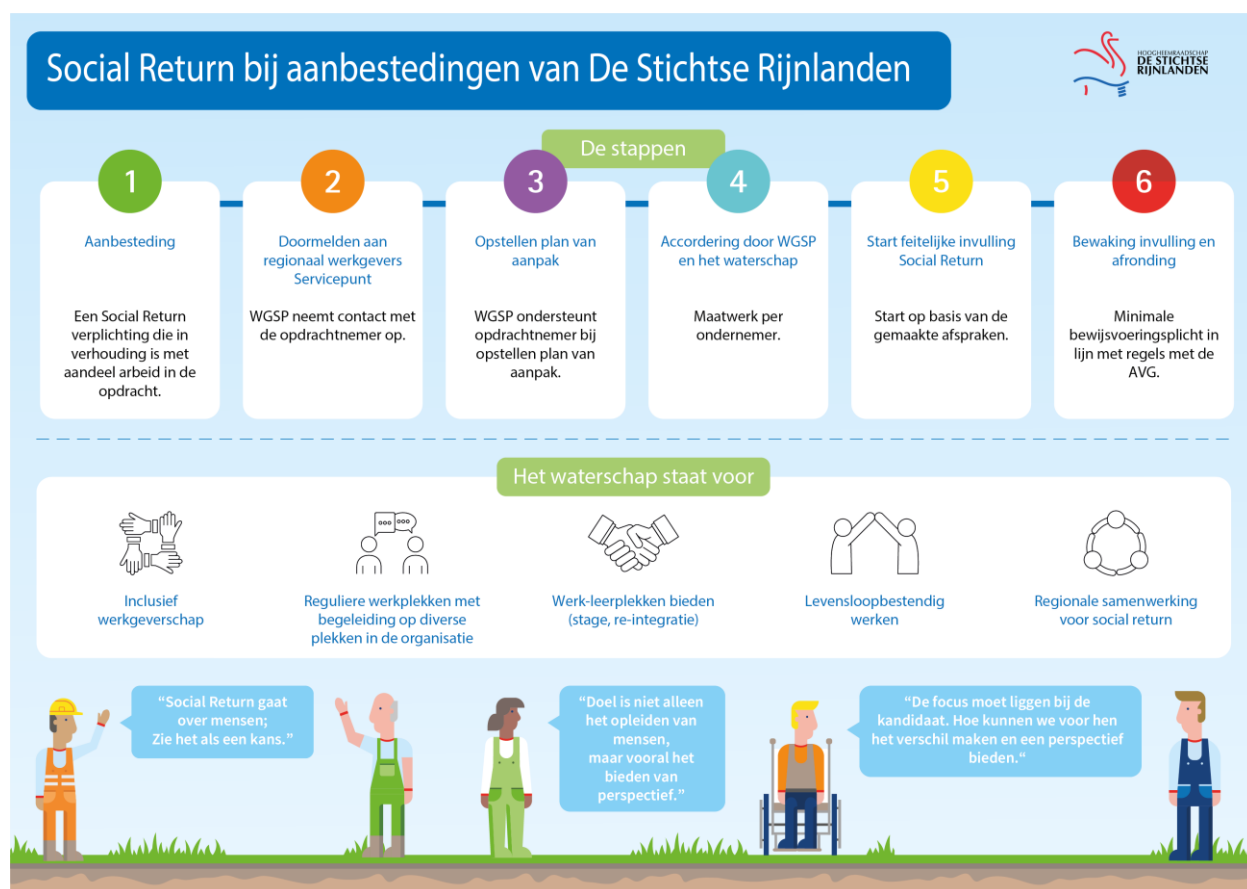 Social Return bij aanbestedingen van De Stichtse Rijnlanden
HOOGHEEMRAADSCHAP
DE STICHTSE
RIJNLANDEN
De stappen
1
Aanbesteding
Een Social Return
verplichting die in
verhouding is met
aandeel arbeid in de
opdracht.
2
Doormelden aan
regionaal werkgevers
Servicepunt
WGSP neemt contact met
de opdrachtnemer op.
3
Opstellen plan van
aanpak
WGSP ondersteunt
opdrachtnemer bij
opstellen plan van
aanpak.
4
Accordering door WGSP
en het waterschap
Maatwerk per
ondernemer.
5
Start feitelijke invulling
Social Return
Start op basis van de
gemaakte afspraken.
6
Bewaking invulling en
afronding
Minimale
bewijsvoeringsplicht in
lijn met regels met de
AVG.
Het waterschap staat voor
Inclusief
werkgeverschap
Reguliere werkplekken met
begeleiding op diverse
plekken in de organisatie
Werk-leerplekken bieden
(stage, re-integratie)
Levensloopbestendig
werken
Regionale samenwerking
voor social return
“Social Return gaat
over mensen;
Zie het als een kans.”
“Doel is niet alleen
het opleiden van
mensen,
maar vooral het
bieden van
perspectief.”
“De focus moet liggen bij de
kandidaat. Hoe kunnen we voor hen
het verschil maken en een perspectief
bieden.“